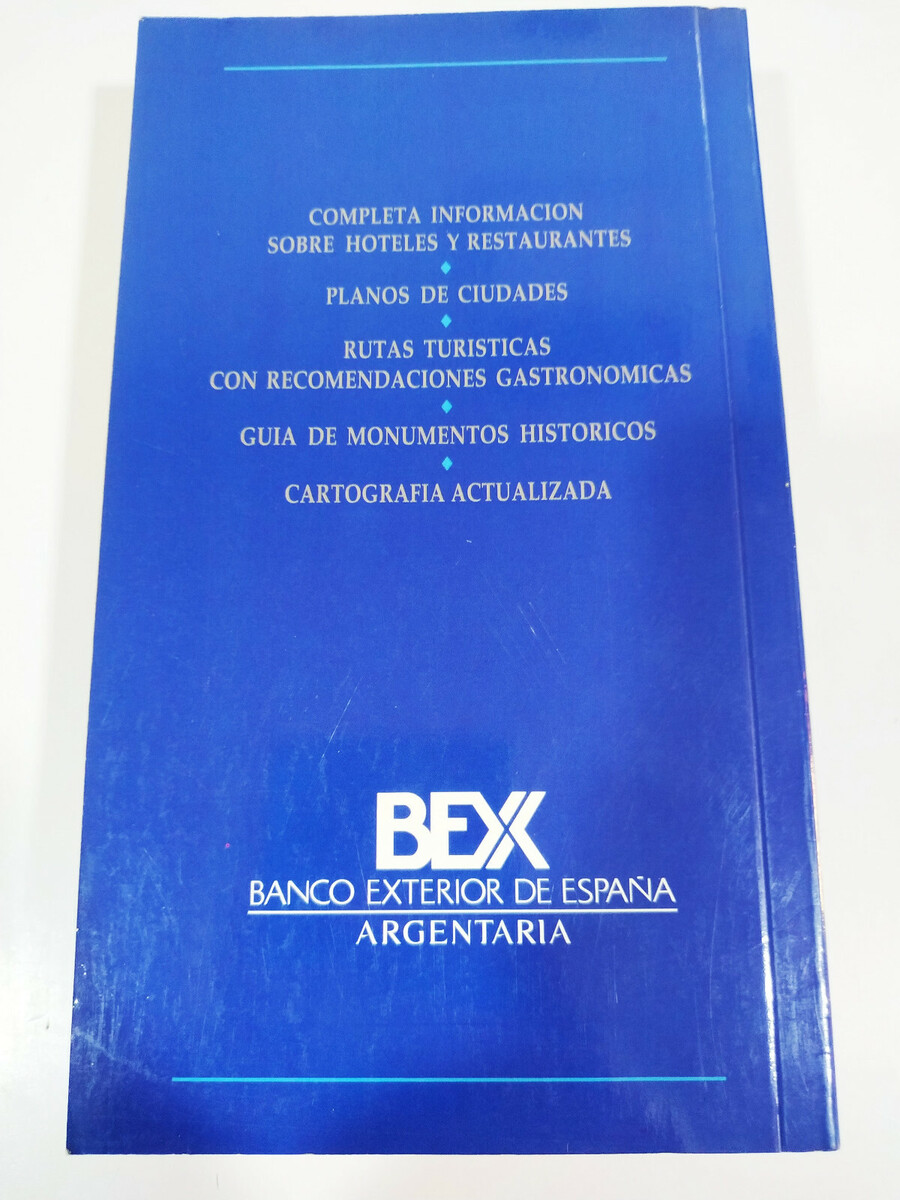 COMPLETA INFORMACION
SOBRE HOTELES Y RESTAURANTES
PLANOS DE CIUDADES
RUTAS TURISTICAS
CON RECOMENDACIONES GASTRONOMICAS
GUIA DE MONUMENTOS HISTORICOS
CARTOGRAFIA ACTUALIZADA
BEX
BANCO EXTERIOR DE ESPAÑA
ARGENTARIA